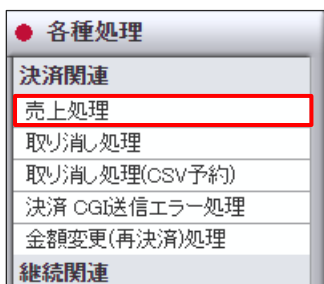 各種処理
決済関連
売上処理
取り消し処理
取り消し処理(CSV予約)
決済 CGI送信エラー処理
金額変更(再決済)処理
継続関連